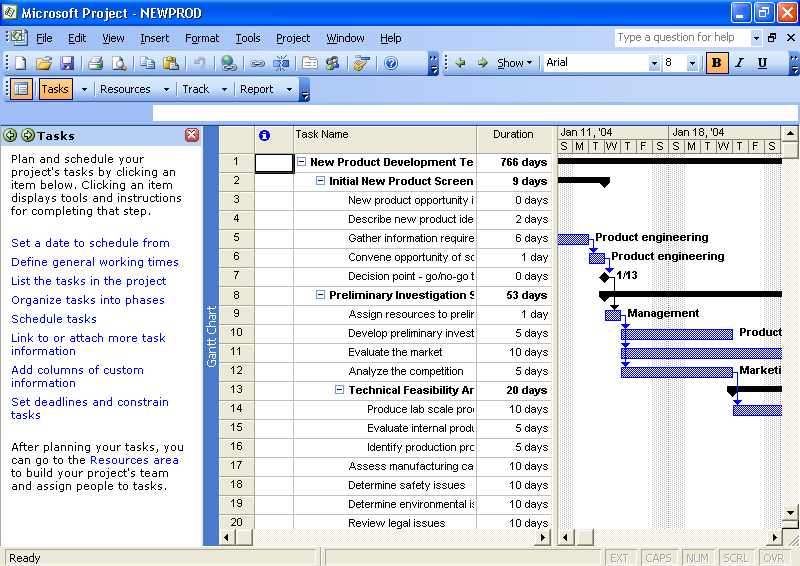 Microsoft Project - NEWPROD
File Edit View Insert Format Tools Project Window Help
Type a question for help
Show Arial 8 B I U
Tasks Resources Track Report
Tasks
Plan and schedule your
project's tasks by clicking an
item below. Clicking an item
displays tools and instructions
for completing that step.
Set a date to schedule from
Define general working times
List the tasks in the project
Organize tasks into phases
Schedule tasks
Link to or attach more task
information
Add columns of custom
information
Set deadlines and constrain
tasks
After planning your tasks, you
can go to the Resources area
to build your project's team
and assign people to tasks.
Gantt Chart
Task Name Duration Jan 11, '04 Jan 18, '04
S M T W T F S S M T W T F S
1 New Product Development Te 766 days
2 Initial New Product Screen 9 days
3 New product opportunity i 0 days
4 Describe new product ide 2 days
5 Gather information require 6 days Product engineering
6 Convene opportunity of sc 1 day Product engineering
7 Decision point - go/no-go t 0 days 1/13
8 Preliminary Investigation S 53 days
9 Assign resources to prelir 1 day Management
10 Develop preliminary invest 5 days Product
11 Evaluate the market 10 days
12 Analyze the competition 5 days Marketi
13 Technical Feasibility Ar 20 days
14 Produce lab scale proc 10 days
15 Evaluate internal produ 5 days
16 Identify production pro 5 days
17 Assess manufacturing ca 10 days
18 Determine safety issues 10 days
19 Determine environmental is 10 days
20 Review legal issues 10 days
Ready EXT CAPS NUM SCRL OVR